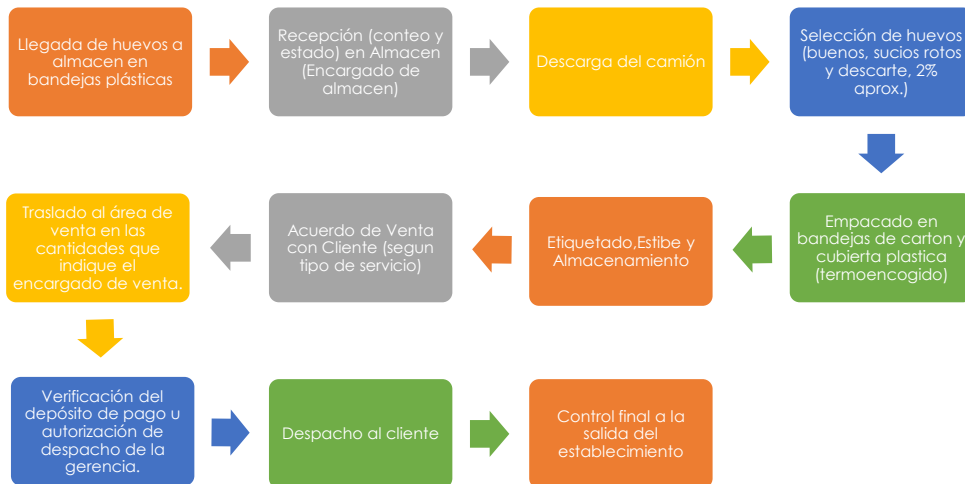 Llegada de huevos a
almacen en
bandejas plásticas
Recepción (conteo y
estado) en Almacen
(Encargado de
almacen)
Descarga del camión
Selección de huevos
(buenos, sucios rotos
y descarte, 2%
aprox.)
Empacado en
bandejas de carton y
cubierta plastica
(termoencogido)
Etiquetado,Estibe y
Almacenamiento
Acuerdo de Venta
con Cliente (segun
tipo de servicio)
Traslado al área de
venta en las
cantidades que
indique el
encargado de venta.
Verificación del
depósito de pago u
autorización de
despacho de la
gerencia.
Despacho al cliente
Control final a la
salida del
establecimiento